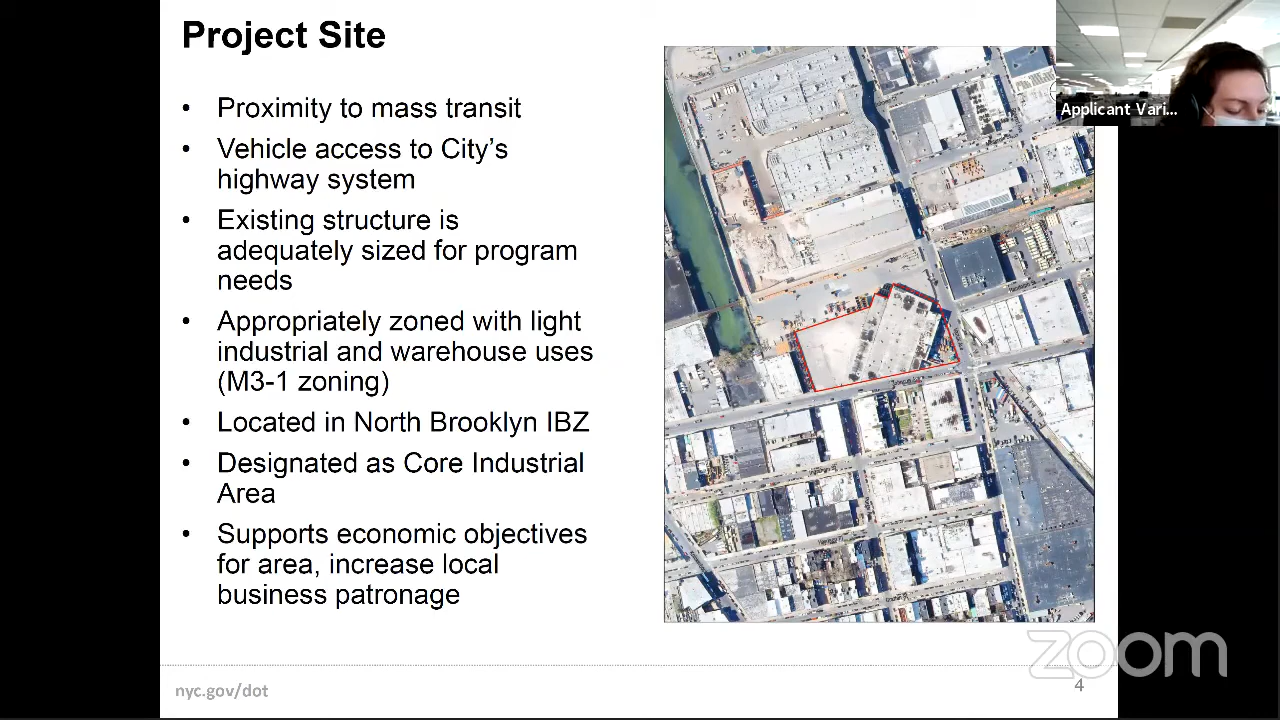 Project Site
• Proximity to mass transit
• Vehicle access to City's
highway system
• Existing structure is
adequately sized for program
needs
• Appropriately zoned with light
industrial and warehouse uses
(M3-1 zoning)
• Located in North Brooklyn IBZ
• Designated as Core Industrial
Area
• Supports economic objectives
for area, increase local
business patronage
Applicant Vari...
zoom
nyc.gov/dot
4